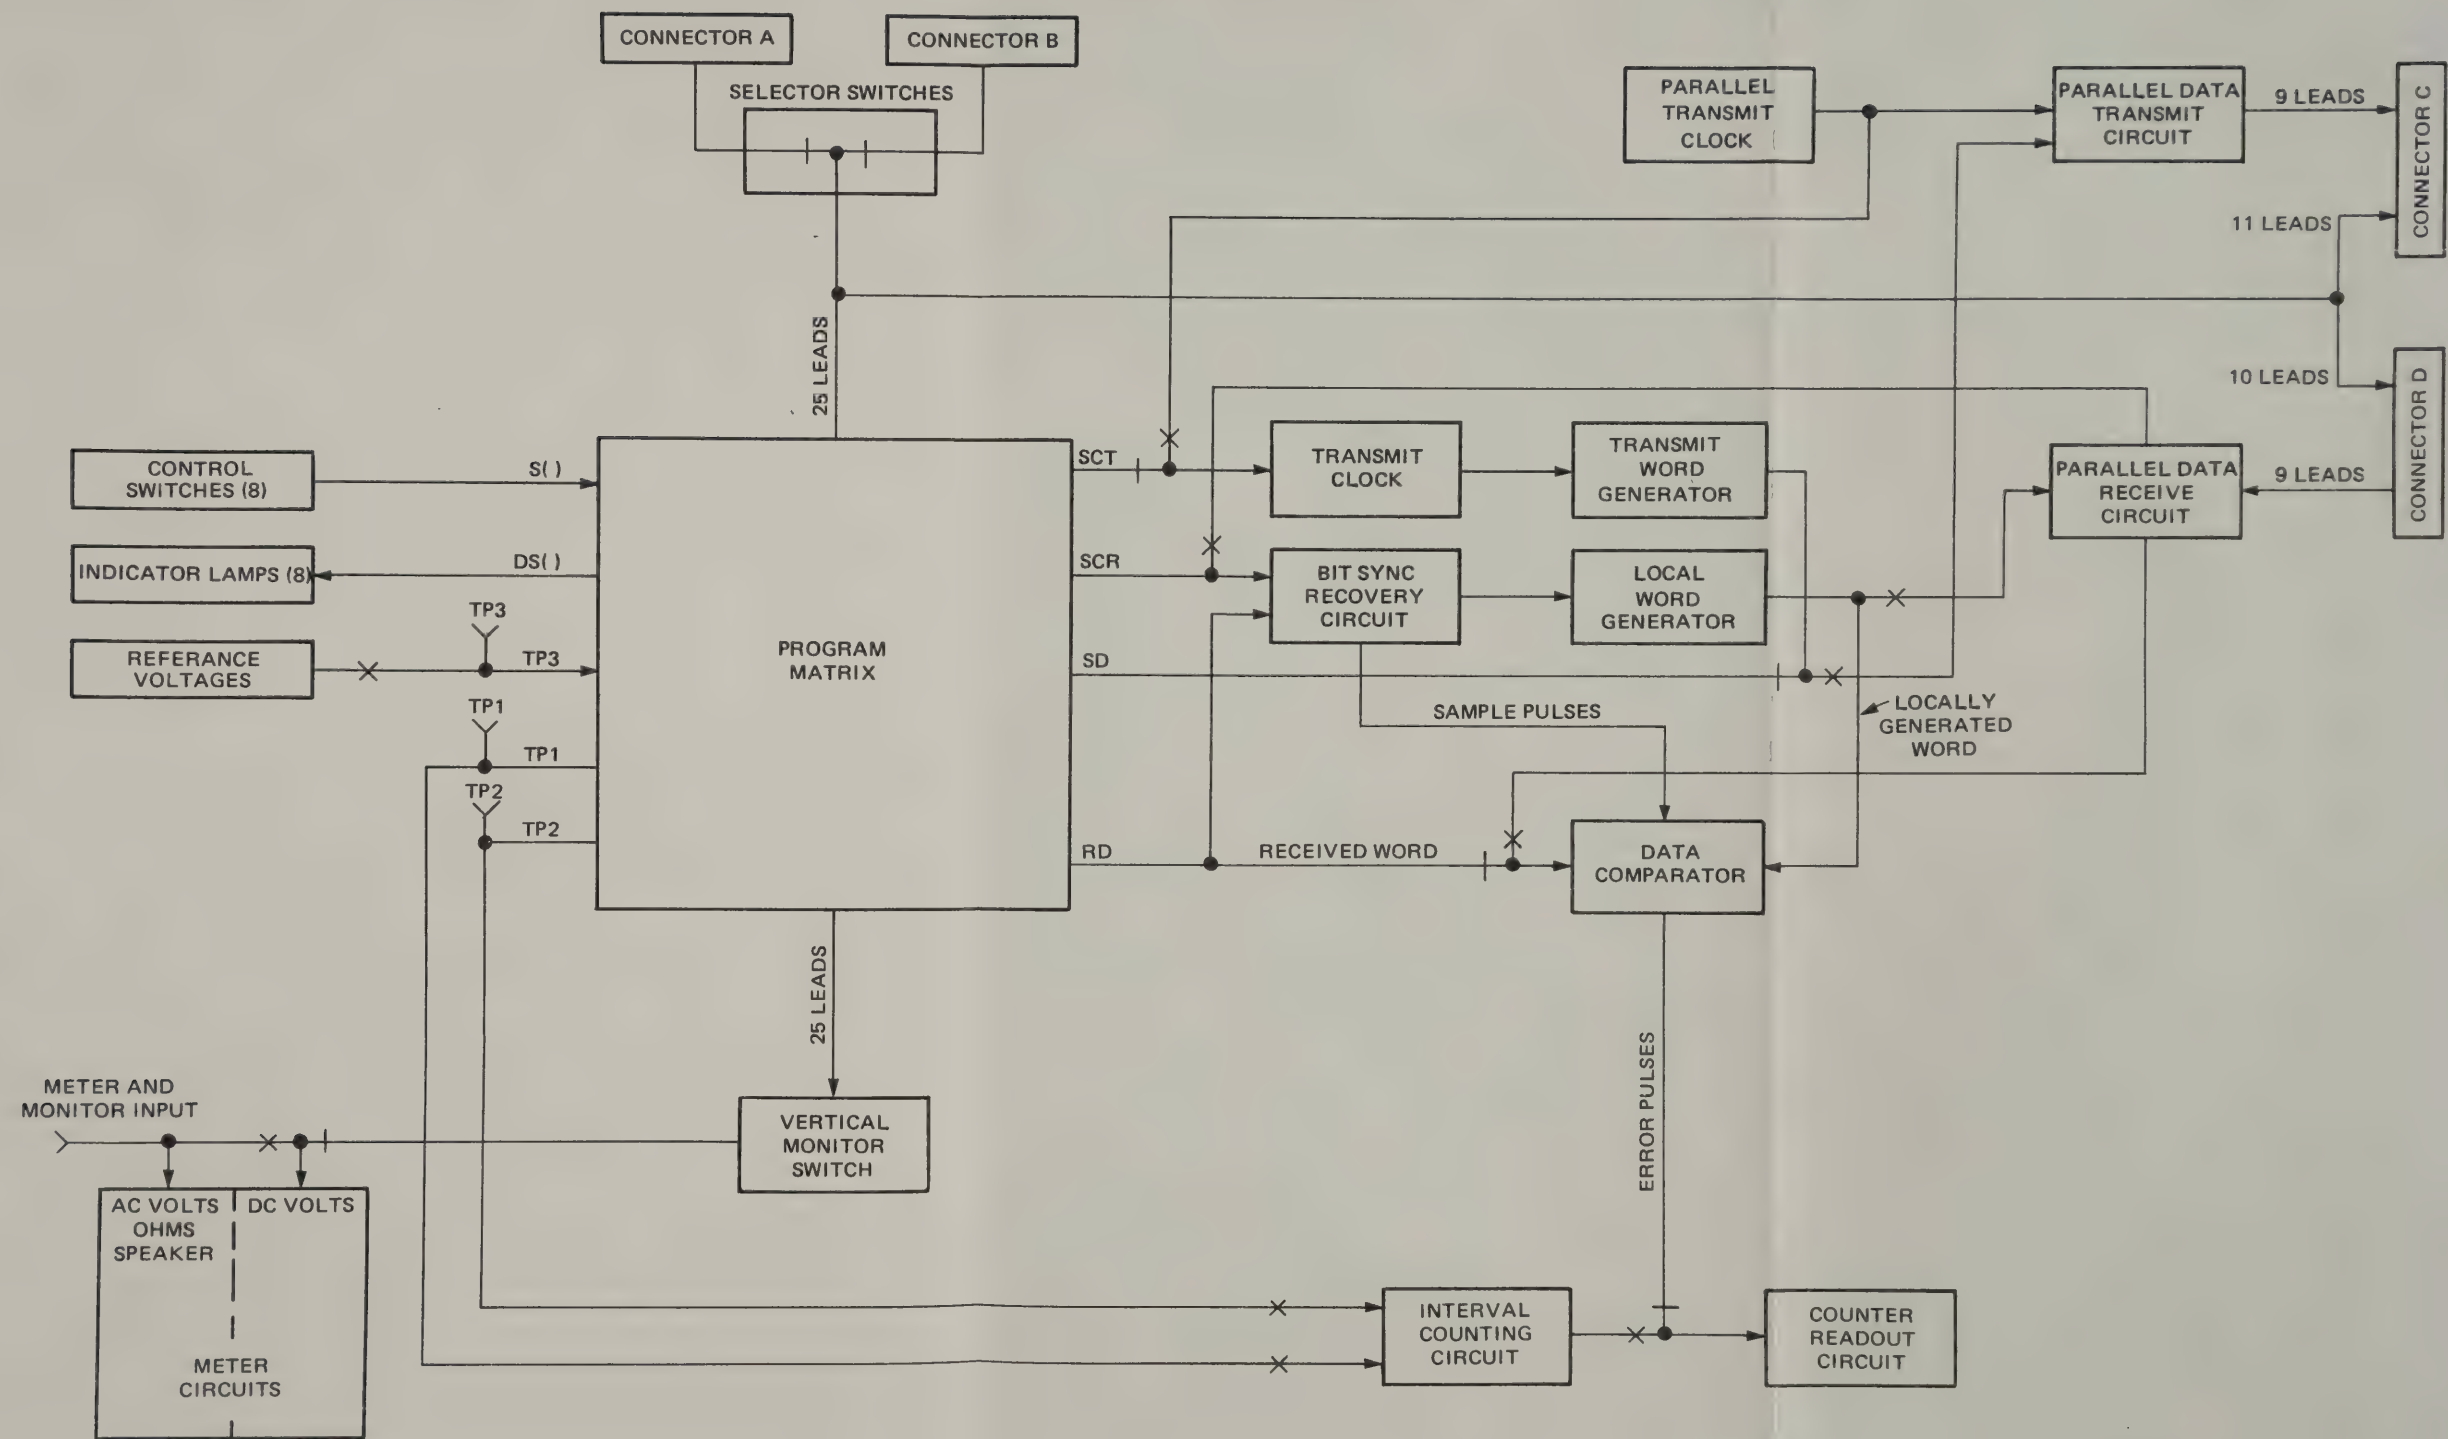 CONNECTOR A
CONNECTOR B
SELECTOR SWITCHES
PARALLEL
TRANSMIT
CLOCK
PARALLEL DATA
TRANSMIT
CIRCUIT
9 LEADS
CONNECTOR C
11 LEADS
25 LEADS
10 LEADS
CONNECTOR D
CONTROL
SWITCHES (8)
S( )
SCT
TRANSMIT
CLOCK
TRANSMIT
WORD
GENERATOR
PARALLEL DATA
RECEIVE
CIRCUIT
9 LEADS
INDICATOR LAMPS (8)
DS( )
SCR
BIT SYNC
RECOVERY
CIRCUIT
LOCAL
WORD
GENERATOR
TP3
REFERANCE
VOLTAGES
TP3
PROGRAM
MATRIX
SD
TP1
TP1
SAMPLE PULSES
LOCALLY
GENERATED
WORD
TP2
TP2
RD
RECEIVED WORD
DATA
COMPARATOR
25 LEADS
ERROR PULSES
METER AND
MONITOR INPUT
VERTICAL
MONITOR
SWITCH
AC VOLTS
OHMS
SPEAKER
DC VOLTS
METER
CIRCUITS
INTERVAL
COUNTING
CIRCUIT
COUNTER
READOUT
CIRCUIT